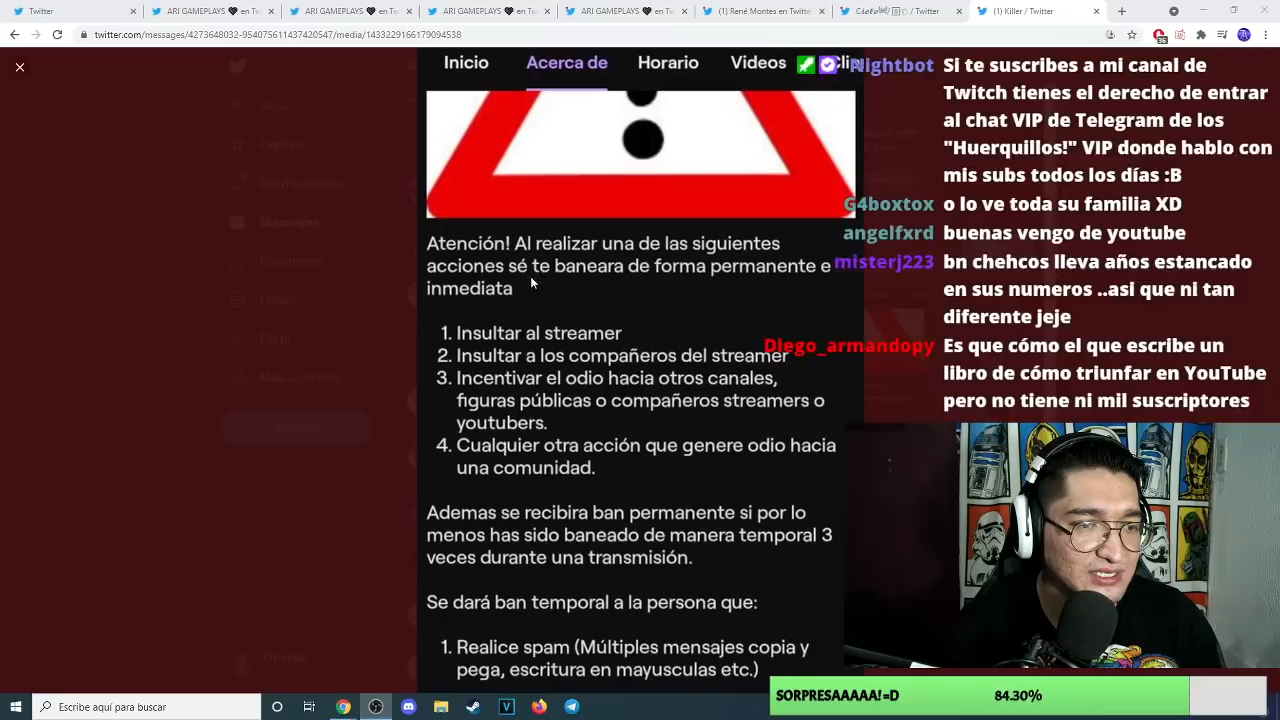 Twitter
ARI GAMEPLAYS 🖤 en Tw
ARI GAMEPLAYS 🖤 en Tw
ARI GAMEPLAYS 🖤 en Tw
ARI GAMEPLAYS 🖤 en Tw
(1) René Montes en Twitter
/ Twitter
(1) Killer / Twitter
twitter.com/messages/4273648032-954075611437420547/media/1433229166179094538
Inicio
Acerca de
Horario
Videos
Clip
Atención! Al realizar una de las siguientes
acciones sé te baneara de forma permanente e
inmediata
1. Insultar al streamer
2. Insultar a los compañeros del streamer
3. Incentivar el odio hacia otros canales,
figuras públicas o compañeros streamers o
youtubers.
4. Cualquier otra acción que genere odio hacia
una comunidad.
Ademas se recibira ban permanente si por lo
menos has sido baneado de manera temporal 3
veces durante una transmisión.
Se dará ban temporal a la persona que:
1. Realice spam (Múltiples mensajes copia y
pega, escritura en mayusculas etc.)
Nightbot Si te suscribes a mi canal de
Twitch tienes el derecho de entrar
al chat VIP de Telegram de los
"Huerquillos!" VIP donde hablo con
mis subs todos los días :B
G4boxtox o lo ve toda su familia XD
angelfxrd buenas vengo de youtube
misterj223 bn chehcos lleva años estancado
en sus numeros ..asi que ni tan
diferente jeje
DIego_armandopy Es que cómo el que escribe un
libro de cómo triunfar en YouTube
pero no tiene ni mil suscriptores
SORPRESAAAAA! =D 84.30%
Escribe aquí para buscar